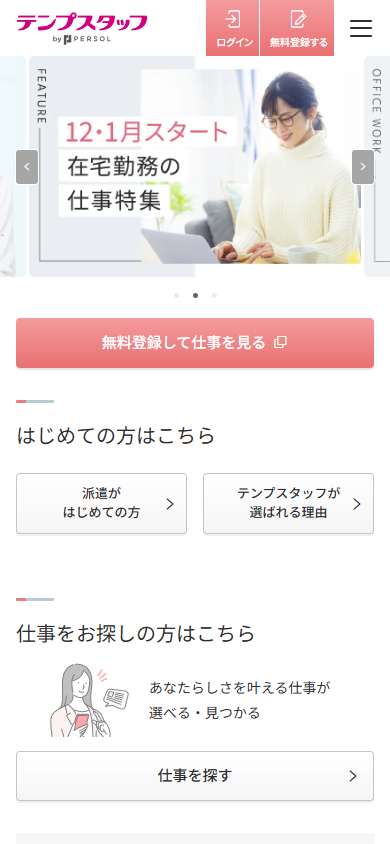 テンプスタッフ
by PERSOL
ログイン
無料登録する
FEATURE
12・1月スタート
在宅勤務の
仕事特集
OFFICE WORK
無料登録して仕事を見る
はじめての方はこちら
派遣が
はじめての方
テンプスタッフが
選ばれる理由
仕事をお探しの方はこちら
あなたらしさを叶える仕事が
選べる・見つかる
仕事を探す